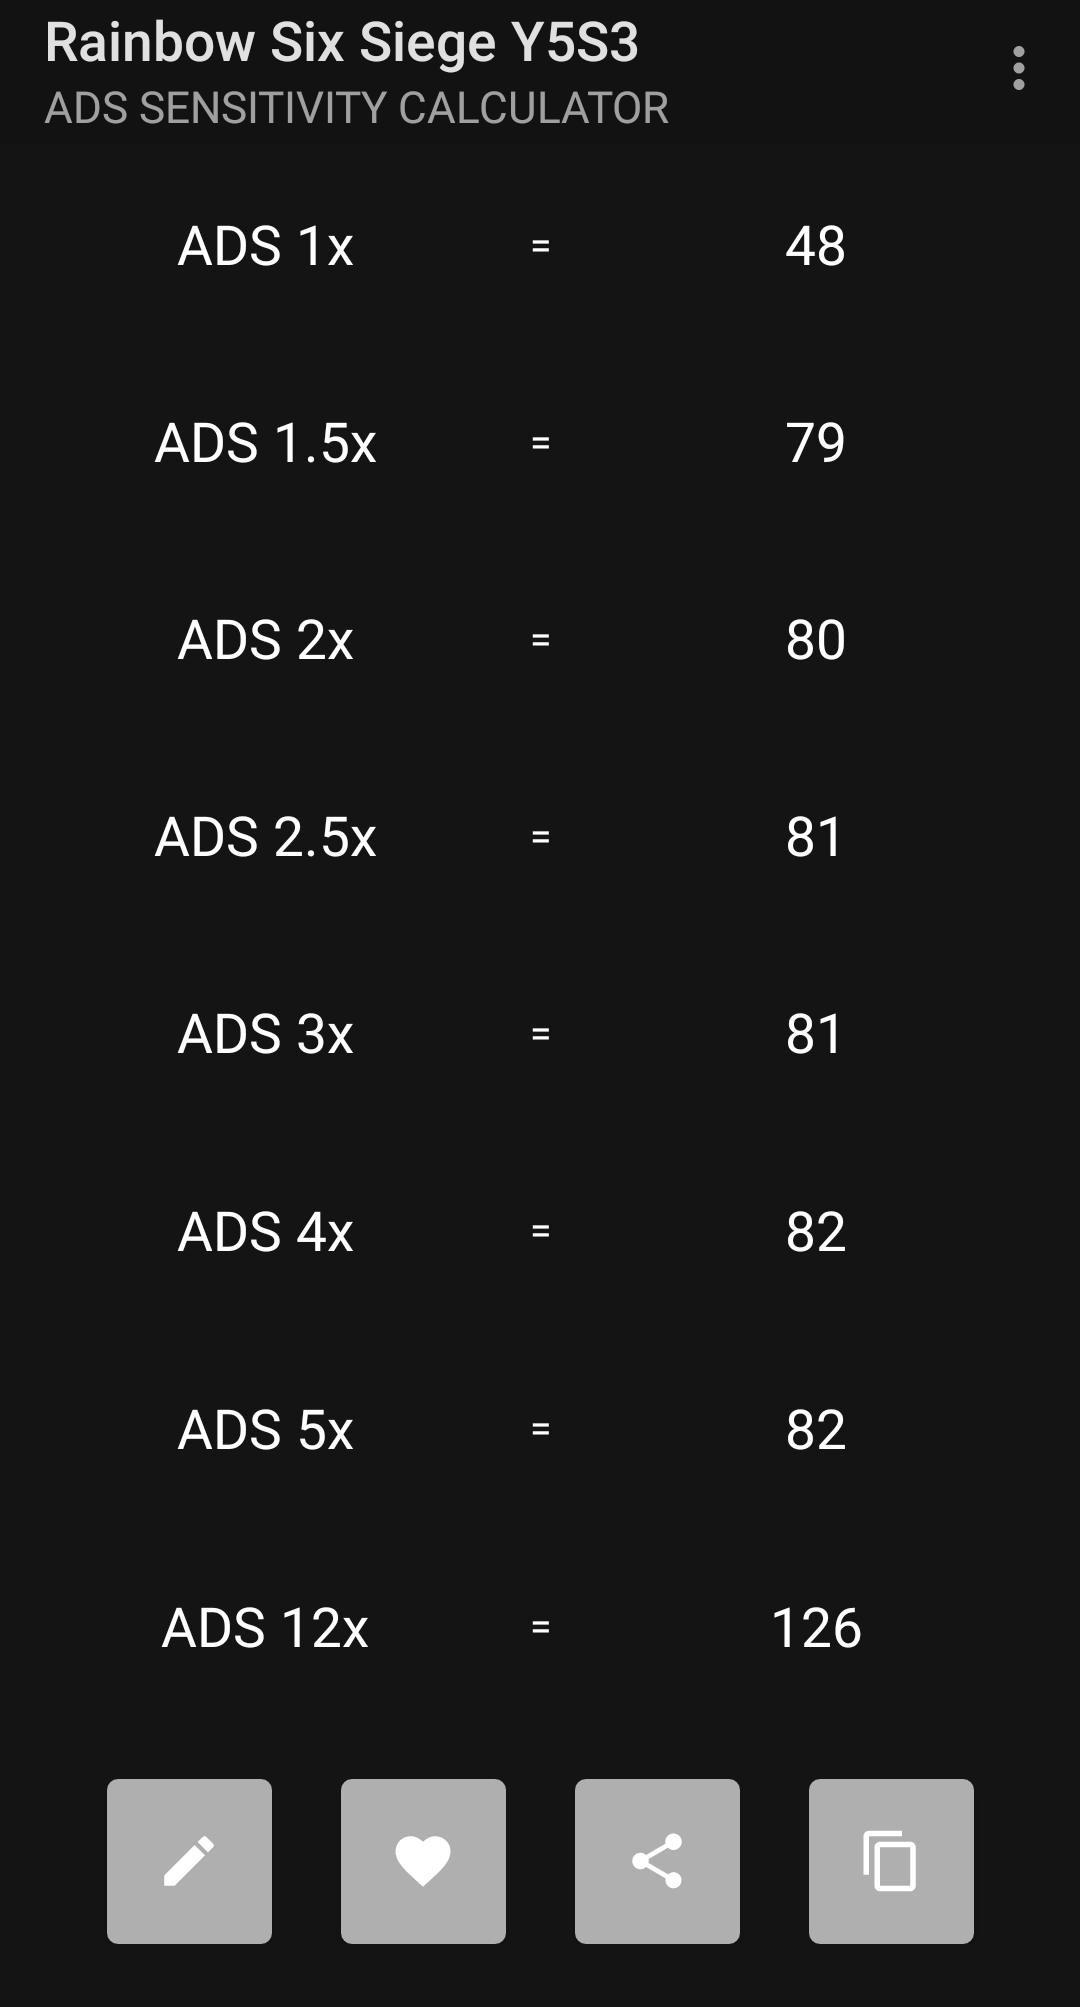 Rainbow Six Siege Y5S3
ADS SENSITIVITY CALCULATOR
ADS 1x = 48
ADS 1.5x = 79
ADS 2x = 80
ADS 2.5x = 81
ADS 3x = 81
ADS 4x = 82
ADS 5x = 82
ADS 12x = 126